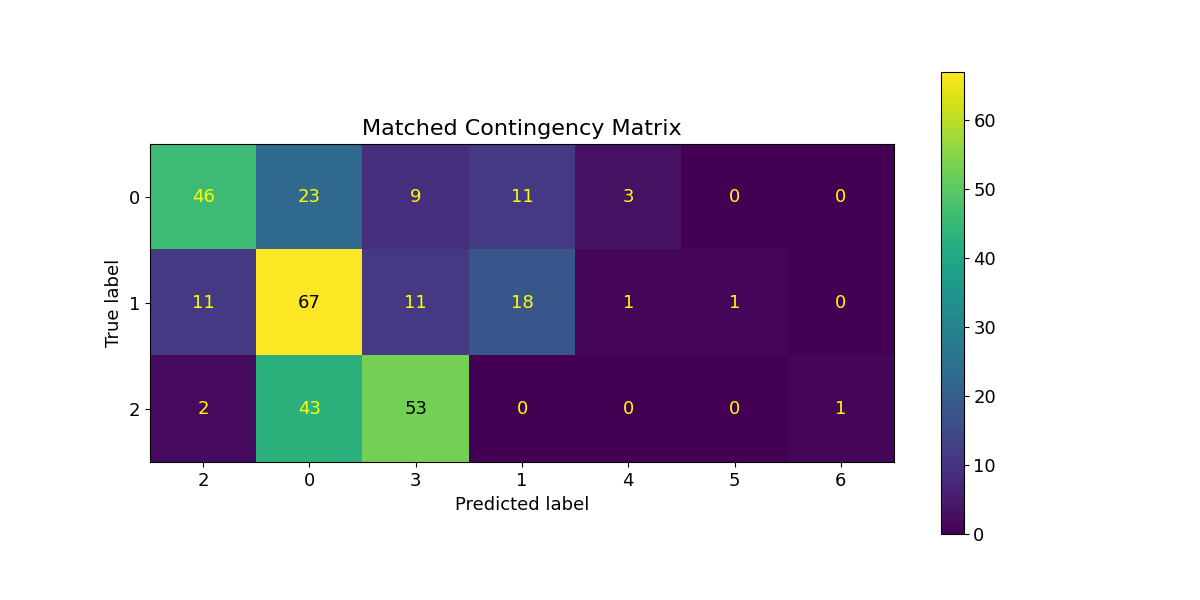 Matched Contingency Matrix
0 46 23 9 11 3 0 0
1 11 67 11 18 1 1 0
2 2 43 53 0 0 0 1
2 0 3 1 4 5 6
Predicted label
True label
60
50
40
30
20
10
0